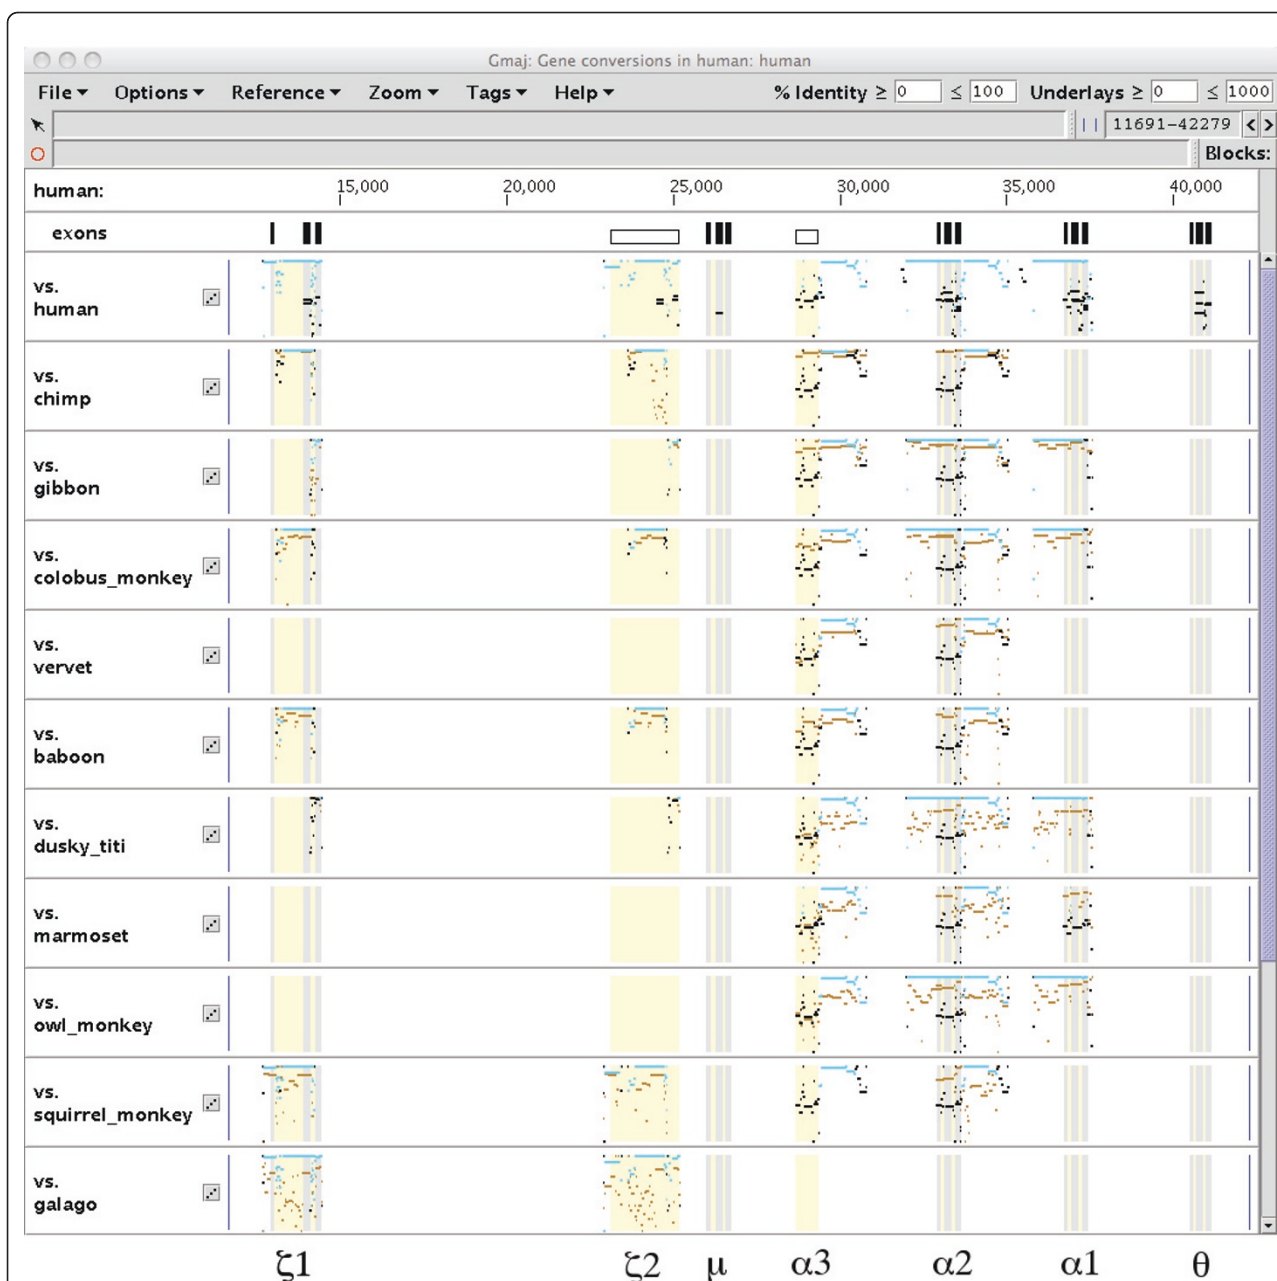 Gmaj: Gene conversions in human: human
File Options Reference Zoom Tags Help % Identity ≥ 0 ≤ 100 Underlays ≥ 0 ≤ 1000
11691-42279 < >
Blocks:
human: 15,000 20,000 25,000 30,000 35,000 40,000
exons
vs.
human
vs.
chimp
vs.
gibbon
vs.
colobus_monkey
vs.
vervet
vs.
baboon
vs.
dusky_titi
vs.
marmoset
vs.
owl_monkey
vs.
squirrel_monkey
vs.
galago
ζ1 ζ2 μ α3 α2 α1 θ